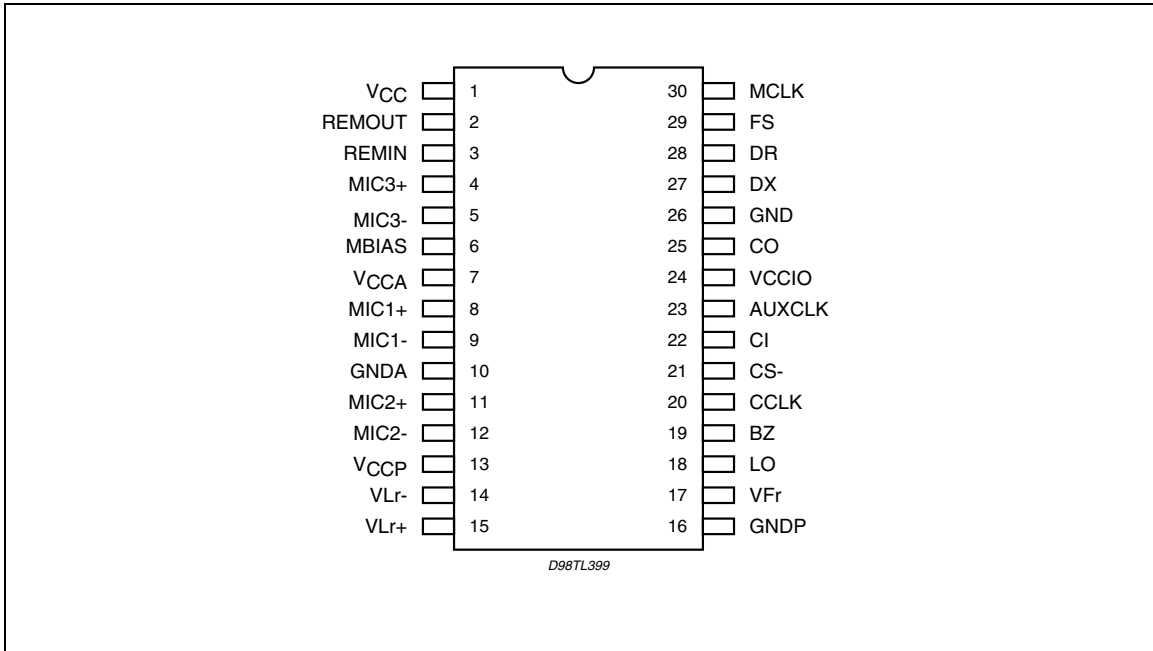 VCC 1 30 MCLK
REMOUT 2 29 FS
REMIN 3 28 DR
MIC3+ 4 27 DX
MIC3- 5 26 GND
MBIAS 6 25 CO
VCCA 7 24 VCCIO
MIC1+ 8 23 AUXCLK
MIC1- 9 22 CI
GNDA 10 21 CS-
MIC2+ 11 20 CCLK
MIC2- 12 19 BZ
VCCP 13 18 LO
VLr- 14 17 VFr
VLr+ 15 16 GNDP
D98TL399